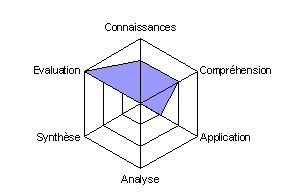 Connaissances
Evaluation
Compréhension
Synthèse
Application
Analyse